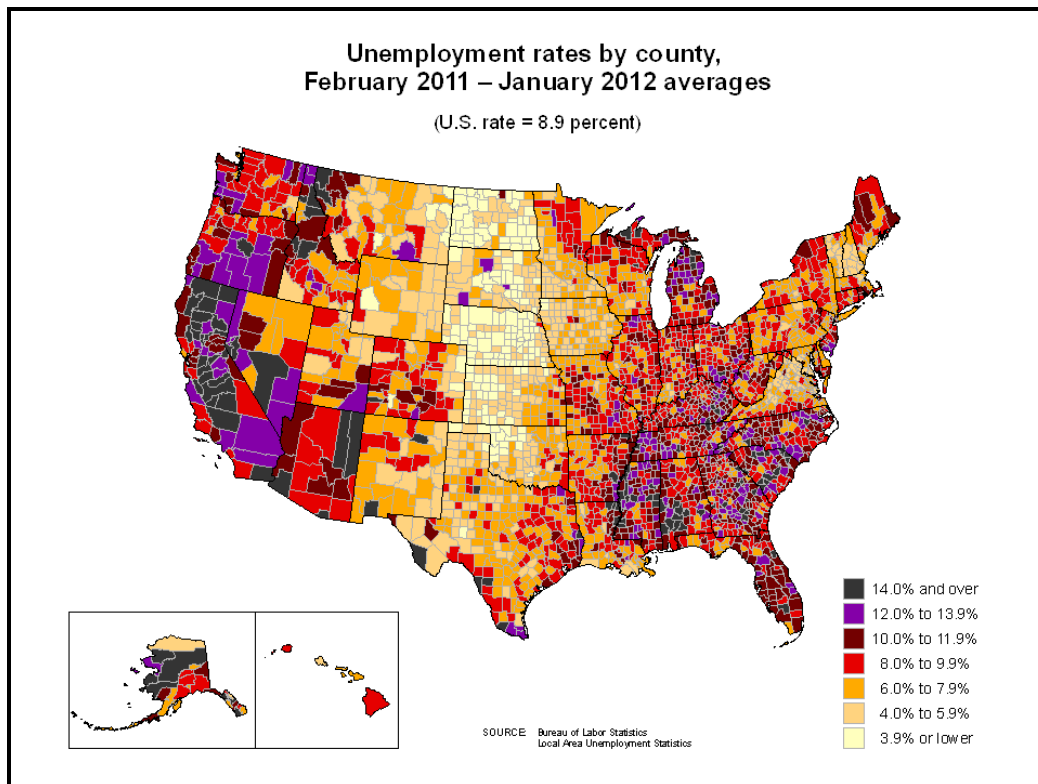 Unemployment rates by county,
February 2011 – January 2012 averages
(U.S. rate = 8.9 percent)
14.0% and over
12.0% to 13.9%
10.0% to 11.9%
8.0% to 9.9%
6.0% to 7.9%
4.0% to 5.9%
3.9% or lower
SOURCE: Bureau of Labor Statistics
Local Area Unemployment Statistics